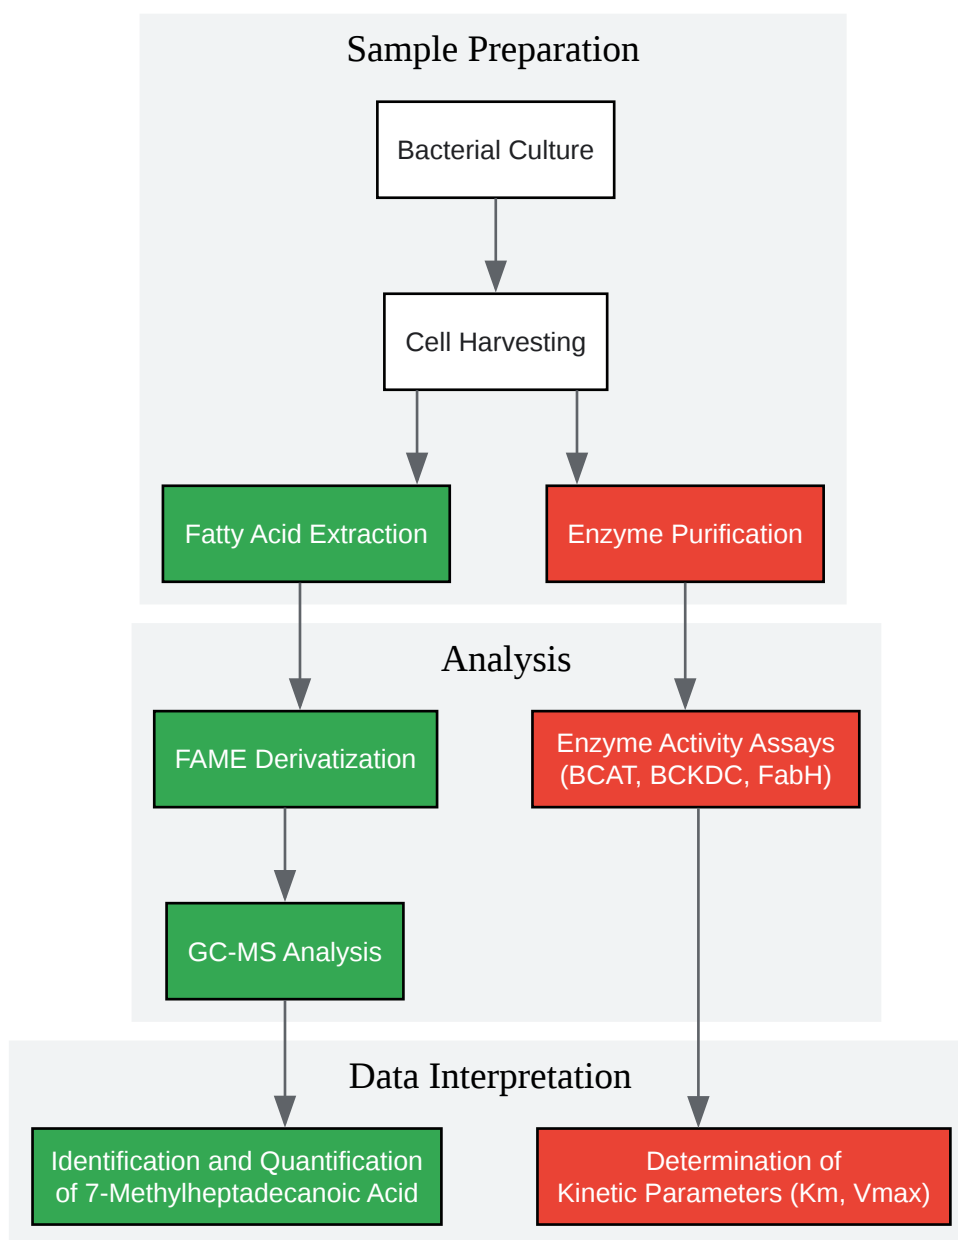 Sample Preparation
Bacterial Culture
Cell Harvesting
Fatty Acid Extraction
Enzyme Purification
Analysis
FAME Derivatization
Enzyme Activity Assays
(BCAT, BCKDC, FabH)
GC-MS Analysis
Data Interpretation
Identification and Quantification
of 7-Methylheptadecanoic Acid
Determination of
Kinetic Parameters (Km, Vmax)